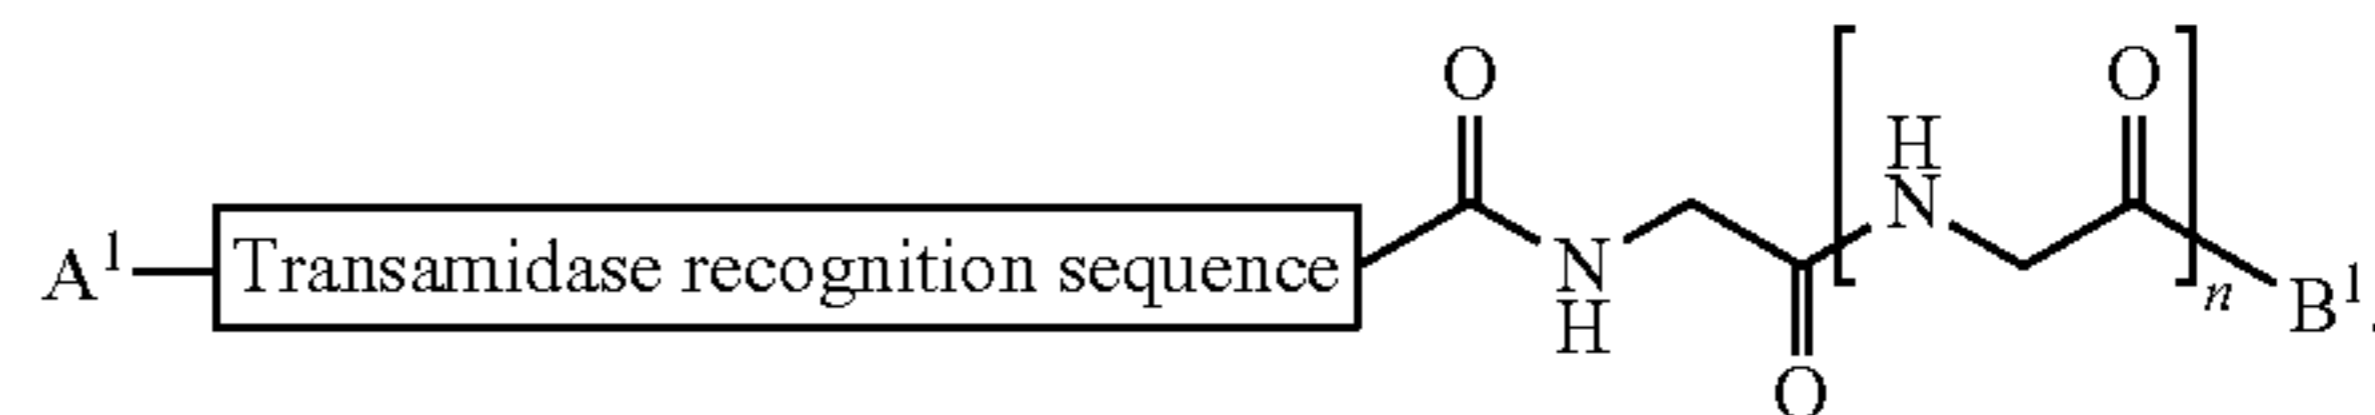 O O
H
N
A¹ Transamidase recognition sequence N
H n B¹.
O